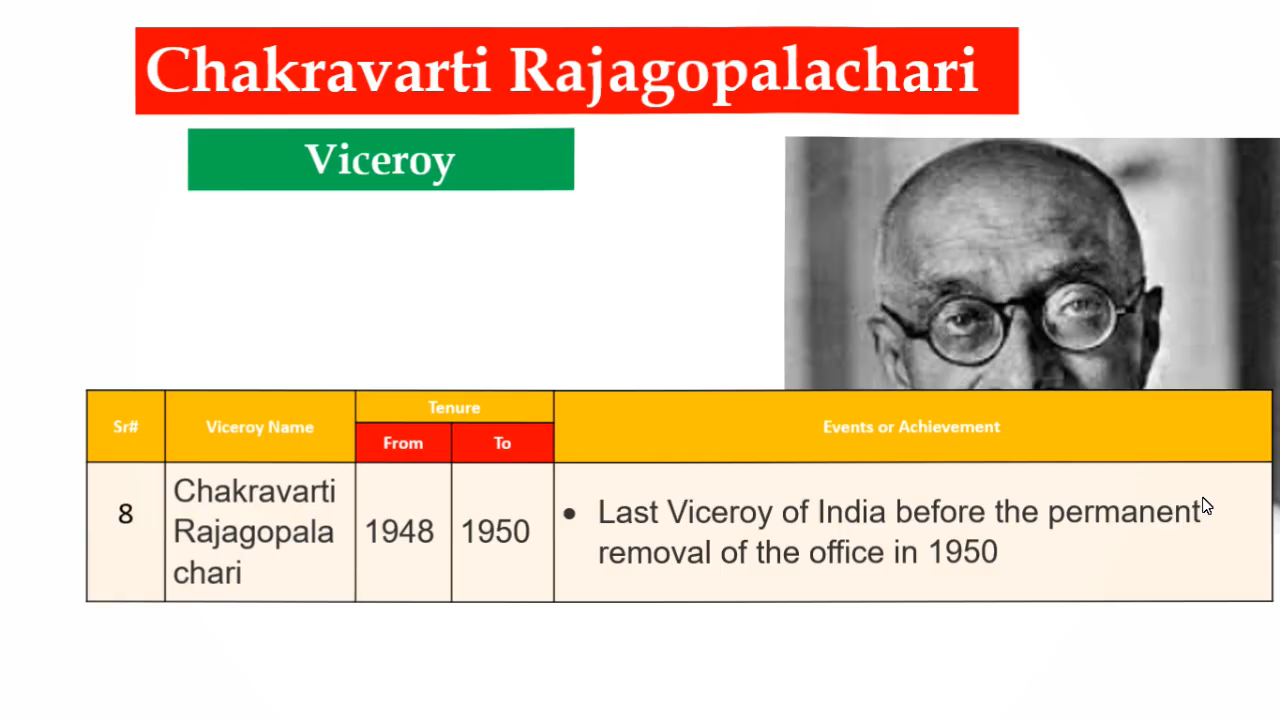 Chakravarti Rajagopalachari
Viceroy
Sr#
Viceroy Name
Tenure
From
To
Events or Achievement
8
Chakravarti
Rajagopala
chari
1948
1950
• Last Viceroy of India before the permanent
removal of the office in 1950